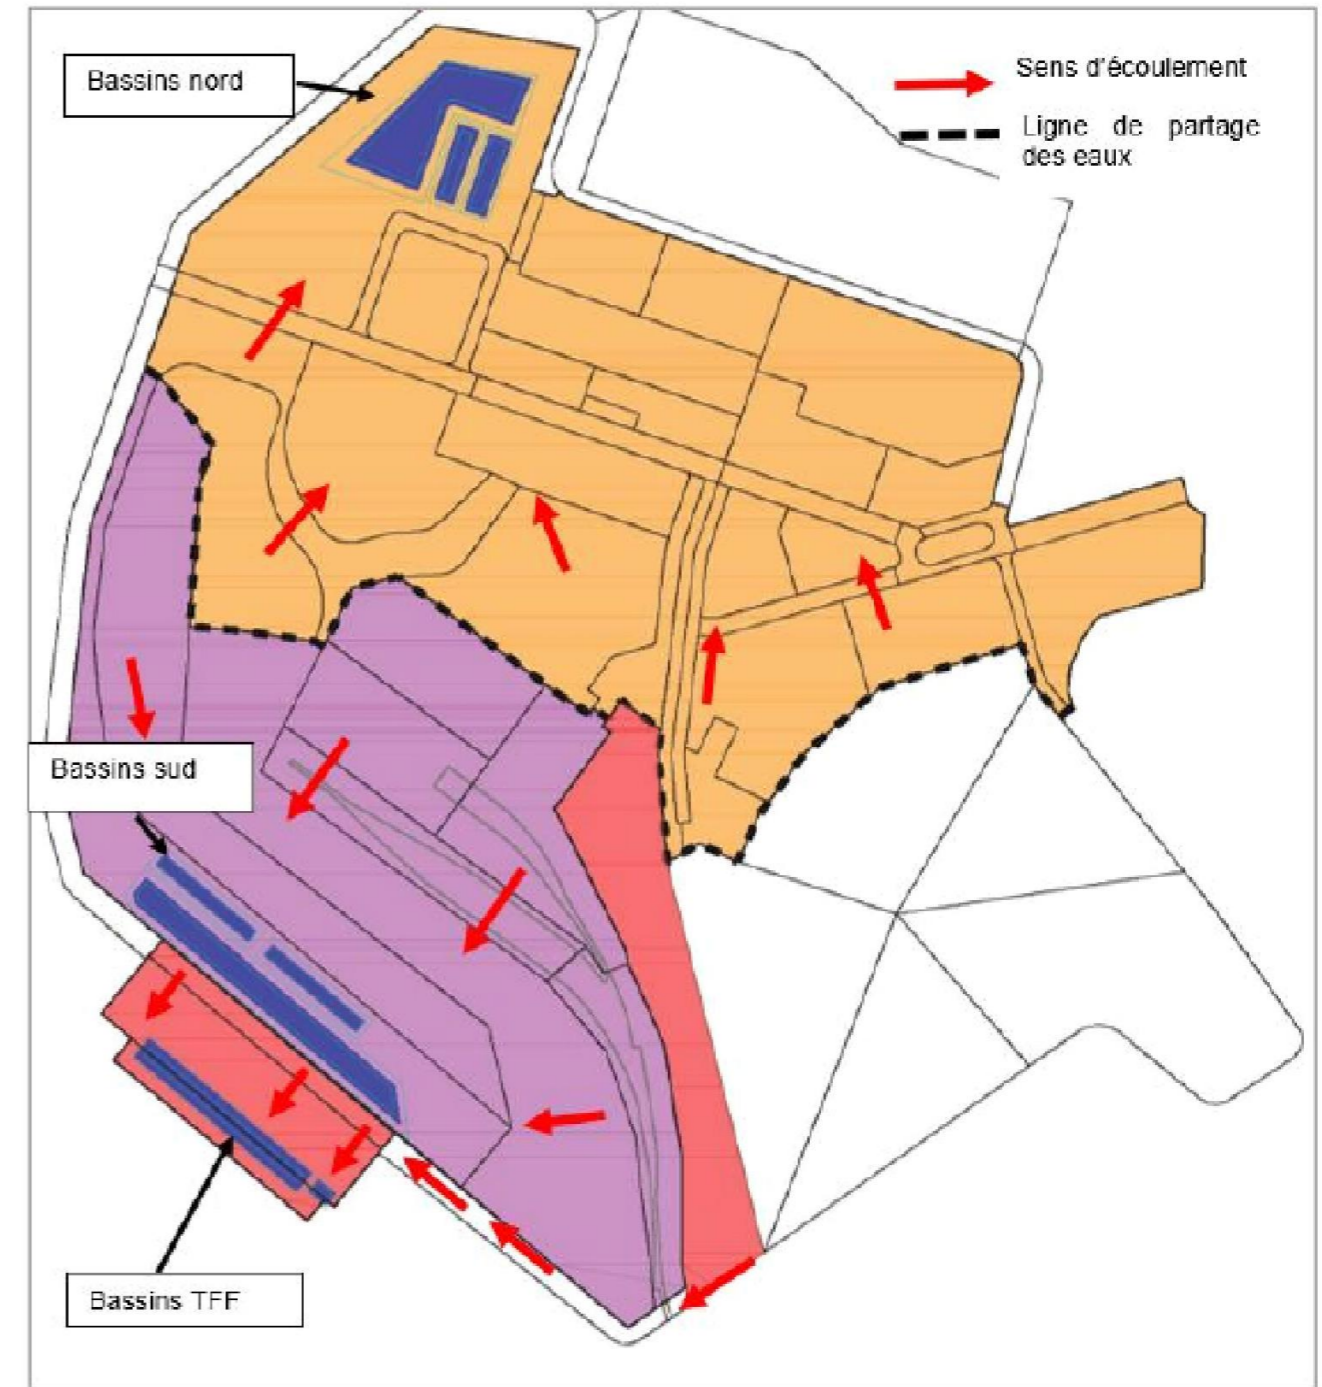 Bassins nord
Sens d'écoulement
Ligne de partage
des eaux
Bassins sud
Bassins TFF